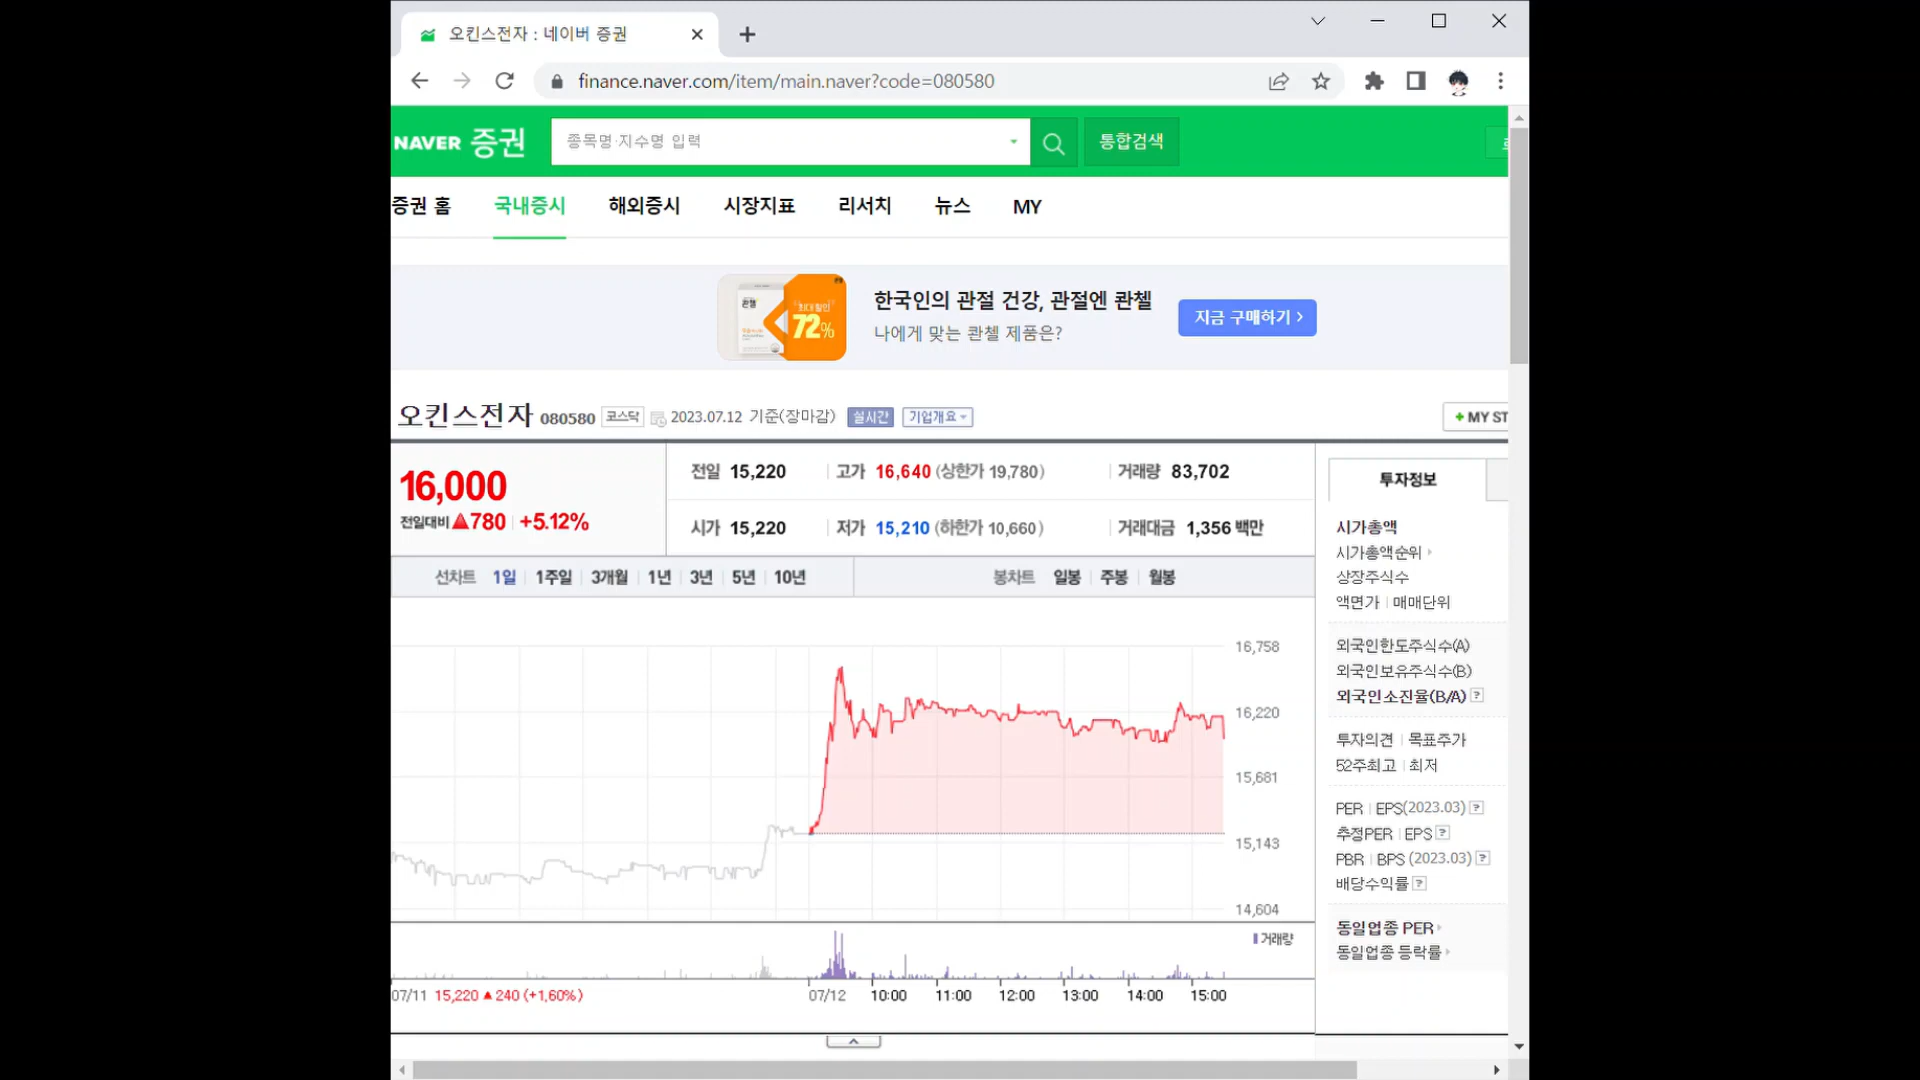 오킨스전자 : 네이버 증권
finance.naver.com/item/main.naver?code=080580
NAVER 증권
종목명·지수명 입력
통합검색
증권 홈 국내증시 해외증시 시장지표 리서치 뉴스 MY
콴첼
최대 할인
72%
한국인의 관절 건강, 관절엔 콴첼
나에게 맞는 콴첼 제품은?
지금 구매하기
오킨스전자 080580 코스닥 2023.07.12 기준(장마감) 실시간 기업개요
+ MY ST
16,000
전일대비 ▲780 +5.12%
전일 15,220 고가 16,640 (상한가 19,780) 거래량 83,702
시가 15,220 저가 15,210 (하한가 10,660) 거래대금 1,356 백만
선차트 1일 1주일 3개월 1년 3년 5년 10년
봉차트 일봉 주봉 월봉
16,758
16,220
15,681
15,143
14,604
거래량
07/11 15,220 ▲ 240 (+1,60%)
07/12 10:00 11:00 12:00 13:00 14:00 15:00
투자정보
시가총액
시가총액순위
상장주식수
액면가 매매단위
외국인한도주식수(A)
외국인보유주식수(B)
외국인소진율(B/A) ?
투자의견 목표주가
52주최고 최저
PER EPS(2023.03) ?
추정PER EPS ?
PBR BPS (2023.03) ?
배당수익률 ?
동일업종 PER
동일업종 등락률